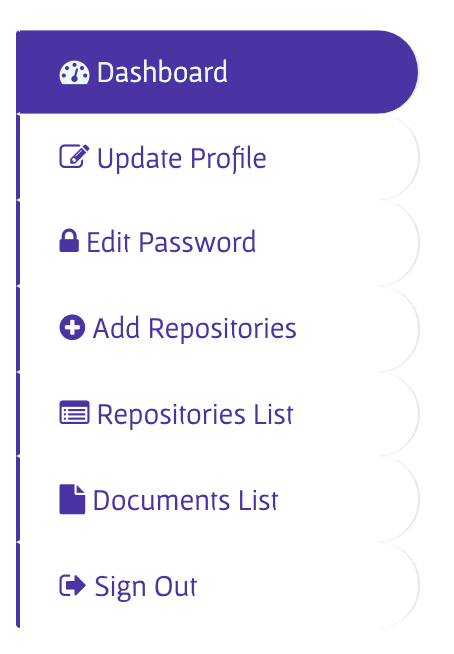 Dashboard
Update Profile
Edit Password
Add Repositories
Repositories List
Documents List
Sign Out